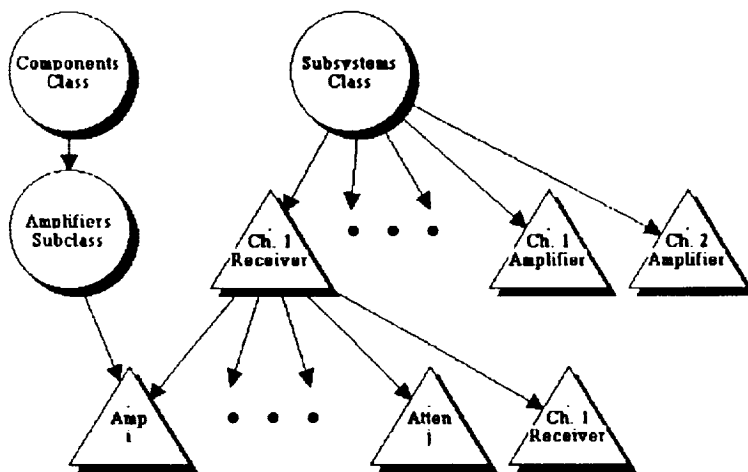 Components
Class
Subsystems
Class
Amplifiers
Subclass
Ch. 1
Receiver
Ch. 1
Amplifier
Ch. 2
Amplifier
Amp
i
Atten
j
Ch. 1
Receiver